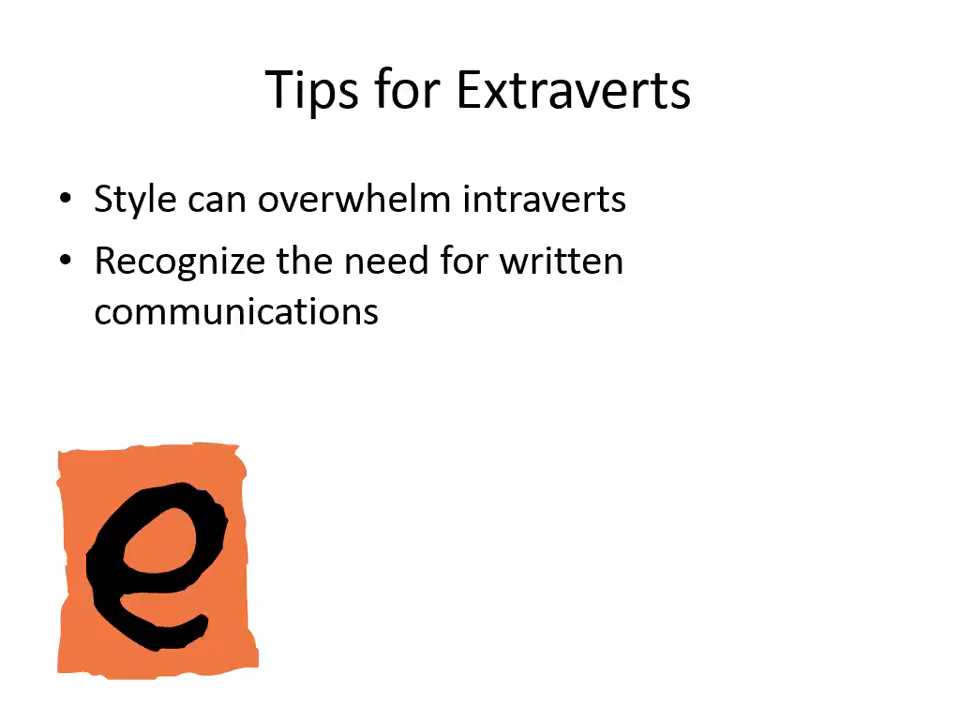 Tips for Extraverts
• Style can overwhelm intraverts
• Recognize the need for written
communications
e